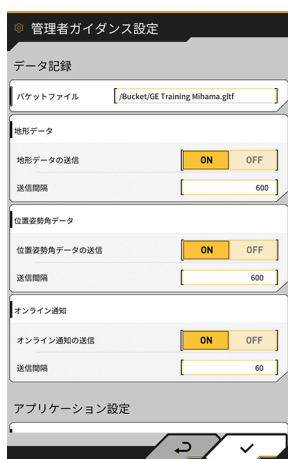 管理者ガイダンス設定
データ記録
バケットファイル /Bucket/GE Training Mihama.gltf
地形データ
地形データの送信 ON OFF
送信間隔 600
位置姿勢角データ
位置姿勢角データの送信 ON OFF
送信間隔 600
オンライン通知
オンライン通知の送信 ON OFF
送信間隔 60
アプリケーション設定